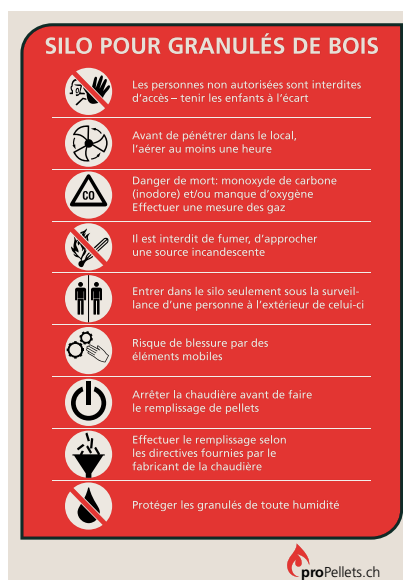 SILO POUR GRANULÉS DE BOIS
Les personnes non autorisées sont interdites
d'accès – tenir les enfants à l'écart
Avant de pénétrer dans le local,
l'aérer au moins une heure
CO
Danger de mort: monoxyde de carbone
(inodore) et/ou manque d'oxygène
Effectuer une mesure des gaz
Il est interdit de fumer, d'approcher
une source incandescente
Entrer dans le silo seulement sous la surveil-
lance d'une personne à l'extérieur de celui-ci
Risque de blessure par des
éléments mobiles
Arrêter la chaudière avant de faire
le remplissage de pellets
Effectuer le remplissage selon
les directives fournies par le
fabricant de la chaudière
Protéger les granulés de toute humidité
proPellets.ch